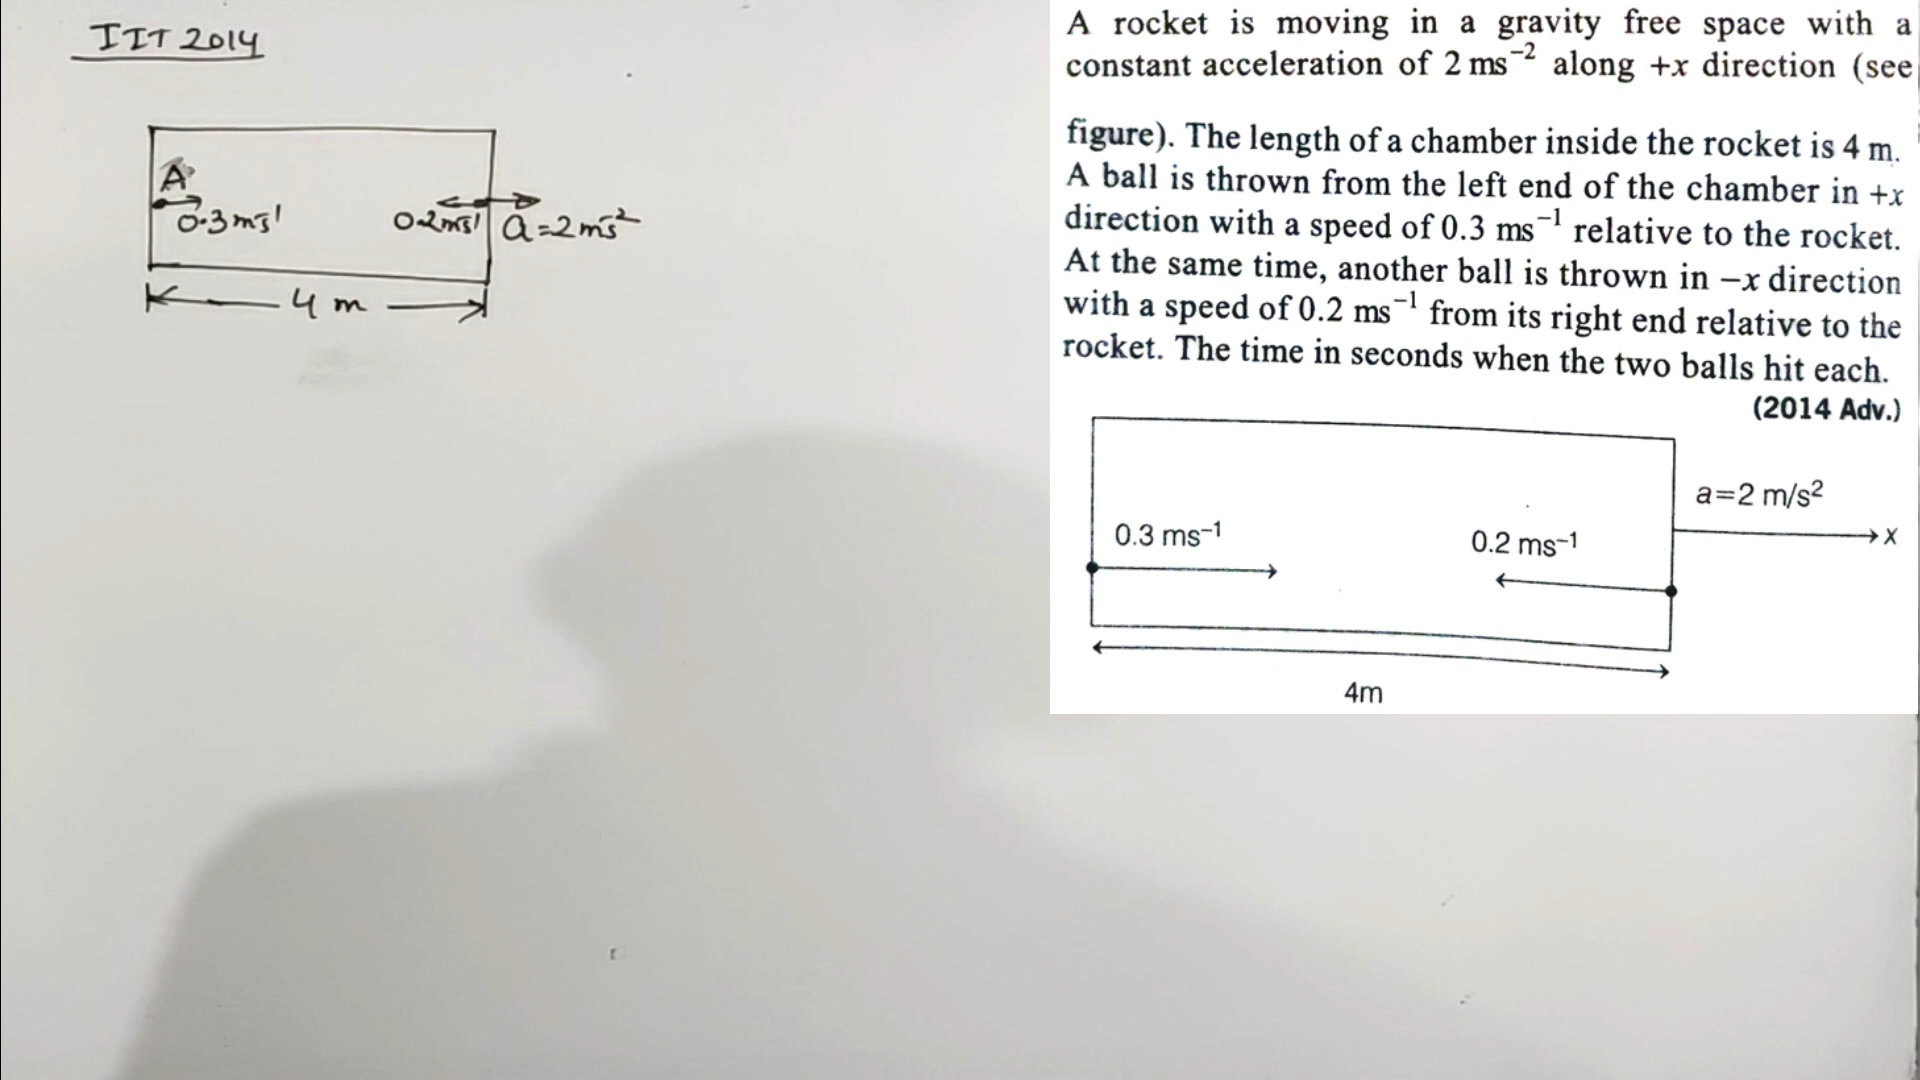 IIT 2014
A
0.3 ms⁻¹
0.2 ms⁻¹
a=2 ms⁻²
4 m
A rocket is moving in a gravity free space with a
constant acceleration of 2 ms⁻² along +x direction (see
figure). The length of a chamber inside the rocket is 4 m.
A ball is thrown from the left end of the chamber in +x
direction with a speed of 0.3 ms⁻¹ relative to the rocket.
At the same time, another ball is thrown in −x direction
with a speed of 0.2 ms⁻¹ from its right end relative to the
rocket. The time in seconds when the two balls hit each.
(2014 Adv.)
a=2 m/s²
0.3 ms⁻¹
0.2 ms⁻¹
x
4m